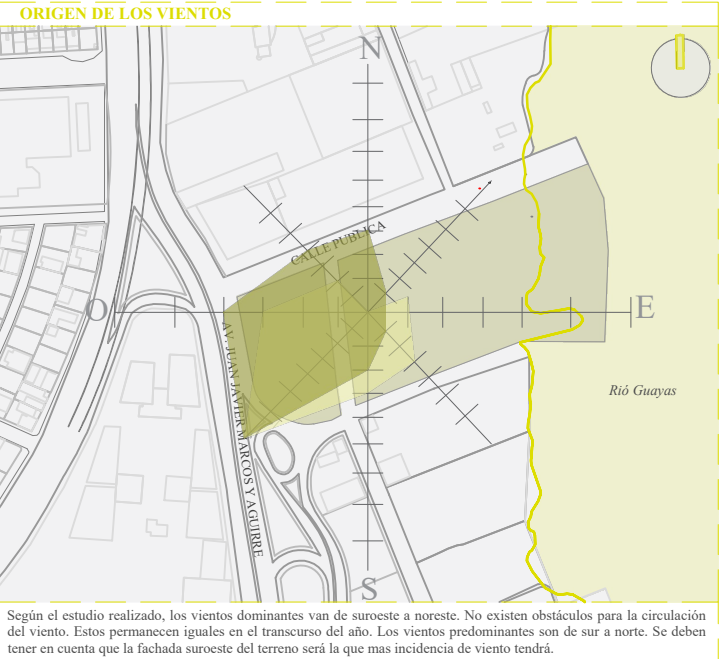 ORIGEN DE LOS VIENTOS
N
CALLE PUBLICA
O
E
AV. JUAN JAVIER MARCOS Y AGUIRRE
Rió Guayas
S
Según el estudio realizado, los vientos dominantes van de suroeste a noreste. No existen obstáculos para la circulación
del viento. Estos permanecen iguales en el transcurso del año. Los vientos predominantes son de sur a norte. Se deben
tener en cuenta que la fachada suroeste del terreno será la que mas incidencia de viento tendrá.